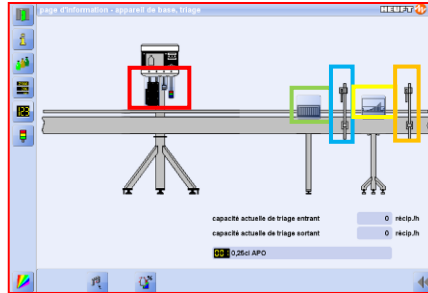 page d'information - appareil de base, triage
HEUFT
capacité actuelle de triage entrant 0 récip./h
capacité actuelle de triage sortant 0 récip./h
00 0,25cl APO